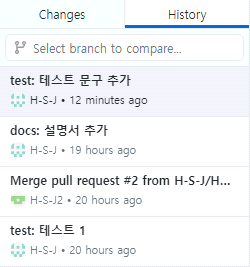 Changes
History
Select branch to compare...
test: 테스트 문구 추가
H-S-J • 12 minutes ago
docs: 설명서 추가
H-S-J • 19 hours ago
Merge pull request #2 from H-S-J/H...
H-S-J2 • 20 hours ago
test: 테스트 1
H-S-J • 20 hours ago